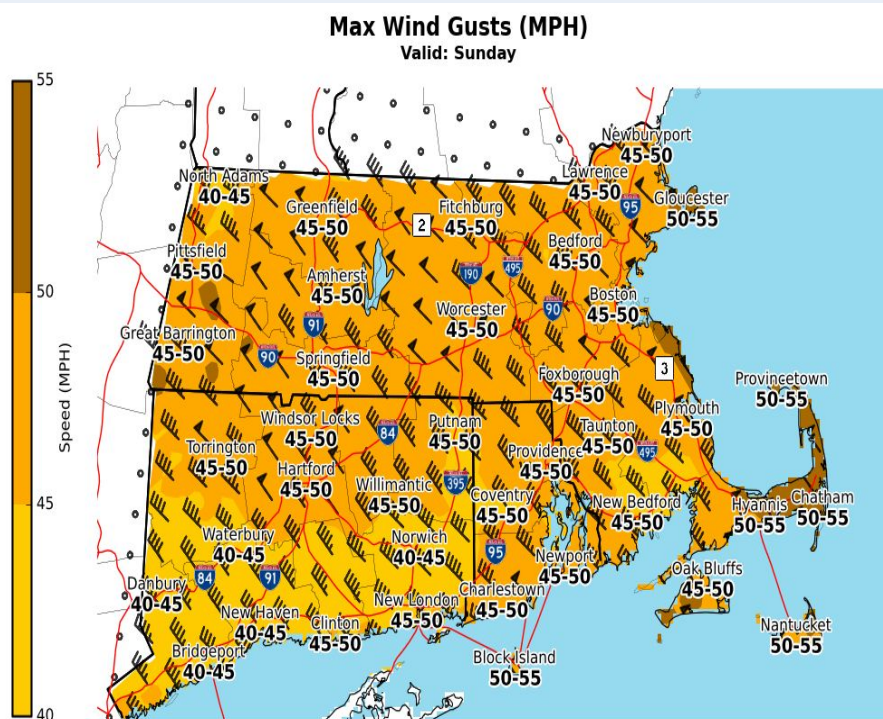 Max Wind Gusts (MPH)
Valid: Sunday
55
50
45
40
Speed (MPH)
Newburyport
45-50
Lawrence
45-50
North Adams
40-45
Gloucester
50-55
95
Greenfield
45-50
2
Fitchburg
45-50
Bedford
45-50
Pittsfield
45-50
Amherst
45-50
190
495
Boston
45-50
Worcester
45-50
90
91
Great Barrington
45-50
90
Springfield
45-50
Foxborough
45-50
3
Provincetown
50-55
Windsor Locks
45-50
84
Putnam
45-50
Taunton
45-50
Plymouth
45-50
Torrington
45-50
Hartford
45-50
Providence
45-50
495
Willimantic
45-50
395
Coventry
45-50
New Bedford
45-50
Hyannis
50-55
Chatham
50-55
Waterbury
40-45
Norwich
40-45
95
Newport
45-50
Oak Bluffs
45-50
Danbury
40-45
84
91
Charlestown
45-50
New Haven
40-45
Clinton
45-50
New London
45-50
Nantucket
50-55
Bridgeport
40-45
Block Island
50-55